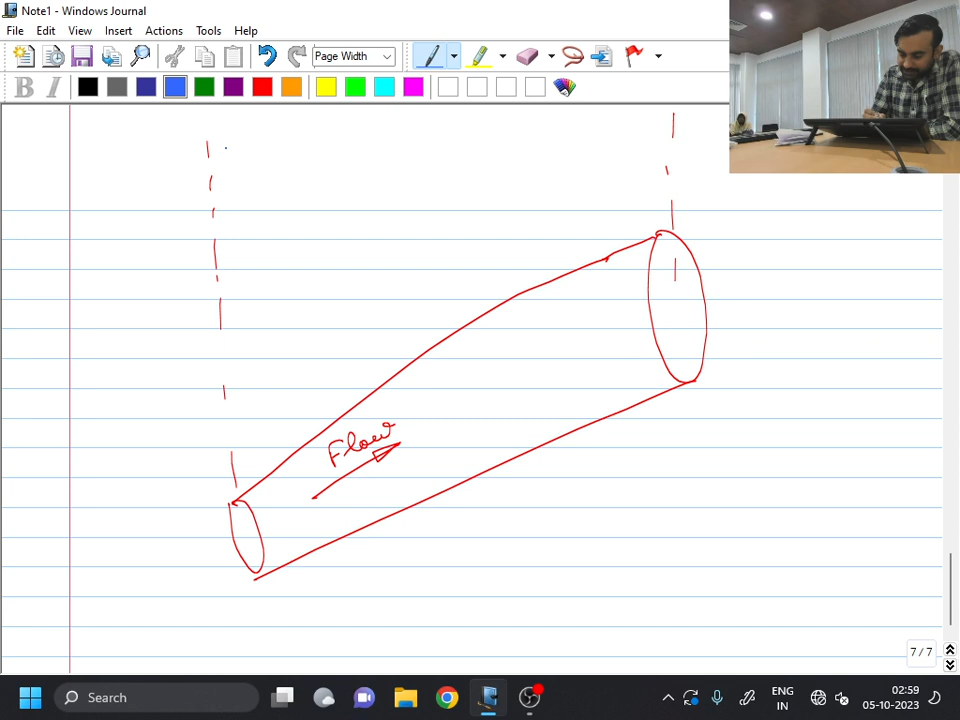 Note1 - Windows Journal
File Edit View Insert Actions Tools Help
Page Width
B I
Flow
7 / 7
Search
ENG
IN
02:59
05-10-2023